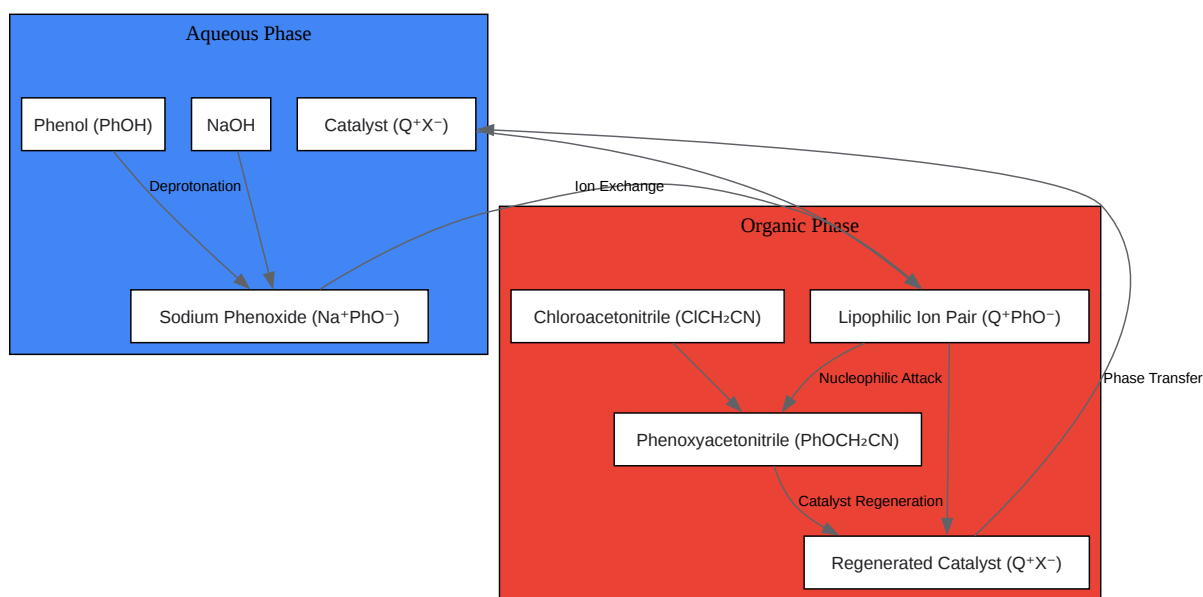 Aqueous Phase
Phenol (PhOH)
NaOH
Catalyst (Q⁺X⁻)
Deprotonation
Ion Exchange
Organic Phase
Sodium Phenoxide (Na⁺PhO⁻)
Chloroacetonitrile (ClCH₂CN)
Lipophilic Ion Pair (Q⁺PhO⁻)
Nucleophilic Attack
Phase Transfer
Phenoxyacetonitrile (PhOCH₂CN)
Catalyst Regeneration
Regenerated Catalyst (Q⁺X⁻)